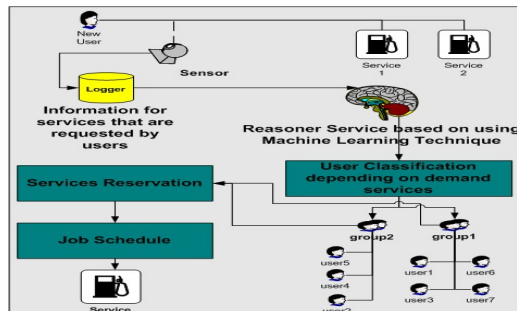 New
User
Service
1
Service
2
Sensor
Logger
Information for
services that are
requested by
users
Reasoner Service based on using
Machine Learning Technique
User Classification
depending on demand
services
Services Reservation
Job Schedule
group2
group1
user5
user4
user1
user6
user3
user7
Service